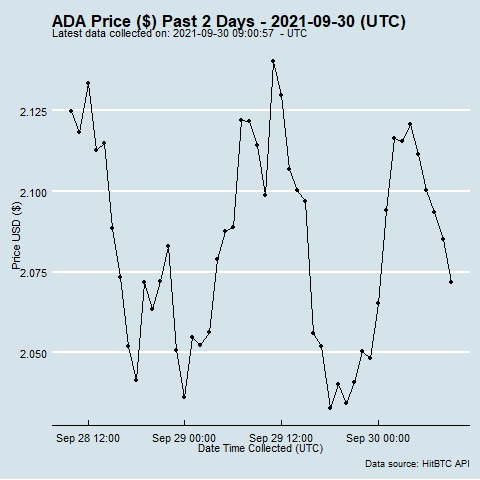 ADA Price ($) Past 2 Days - 2021-09-30 (UTC)
Latest data collected on: 2021-09-30 09:00:57 - UTC
2.125
2.100
2.075
2.050
Price USD ($)
Sep 28 12:00 Sep 29 00:00 Sep 29 12:00 Sep 30 00:00
Date Time Collected (UTC)
Data source: HitBTC API